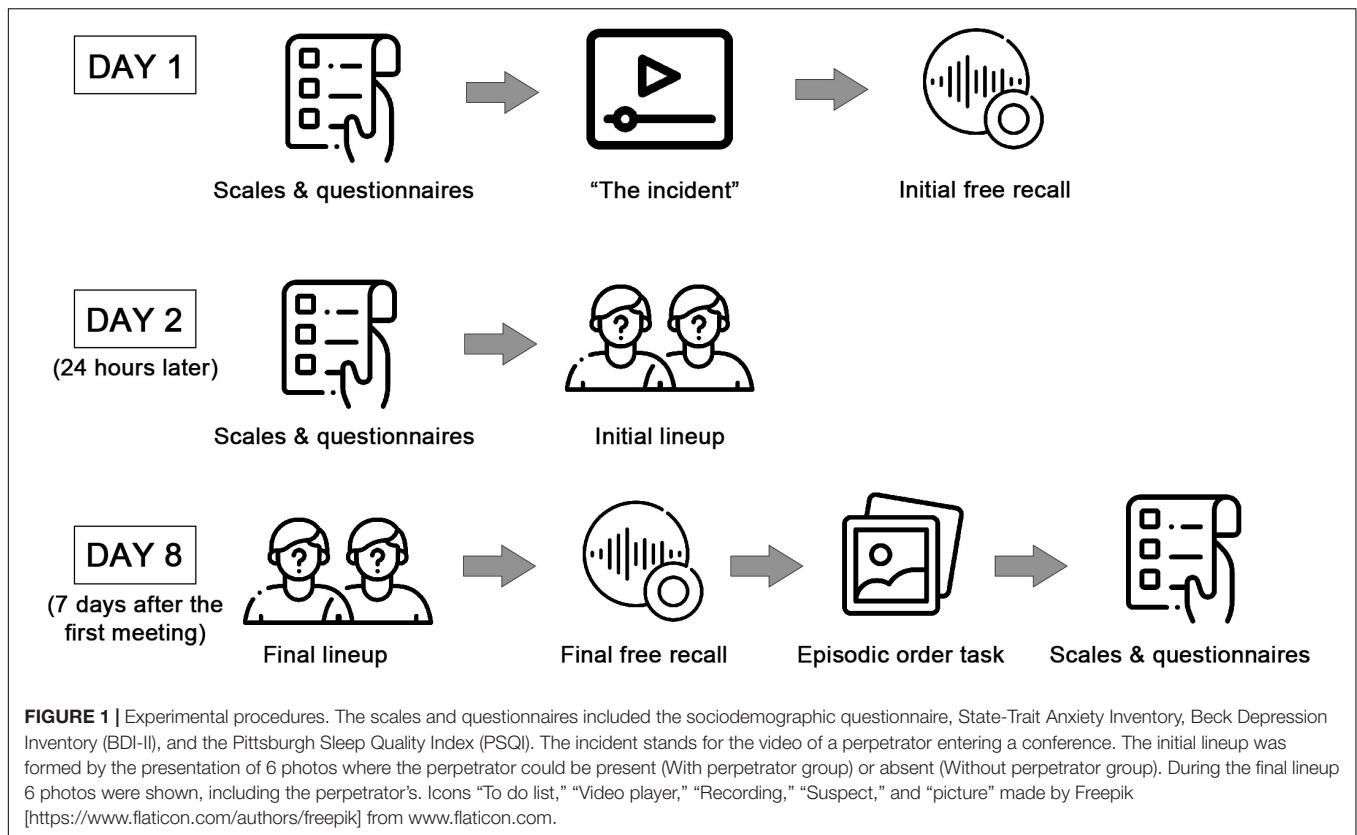 DAY 1
Scales & questionnaires
“The incident”
Initial free recall
DAY 2
(24 hours later)
? ?
Scales & questionnaires
Initial lineup
DAY 8
(7 days after the
first meeting)
? ?
Final lineup
Final free recall
Episodic order task
Scales & questionnaires
FIGURE 1 | Experimental procedures. The scales and questionnaires included the sociodemographic questionnaire, State-Trait Anxiety Inventory, Beck Depression
Inventory (BDI-II), and the Pittsburgh Sleep Quality Index (PSQI). The incident stands for the video of a perpetrator entering a conference. The initial lineup was
formed by the presentation of 6 photos where the perpetrator could be present (With perpetrator group) or absent (Without perpetrator group). During the final lineup
6 photos were shown, including the perpetrator’s. Icons “To do list,” “Video player,” “Recording,” “Suspect,” and “picture” made by Freepik
[https://www.flaticon.com/authors/freepik] from www.flaticon.com.